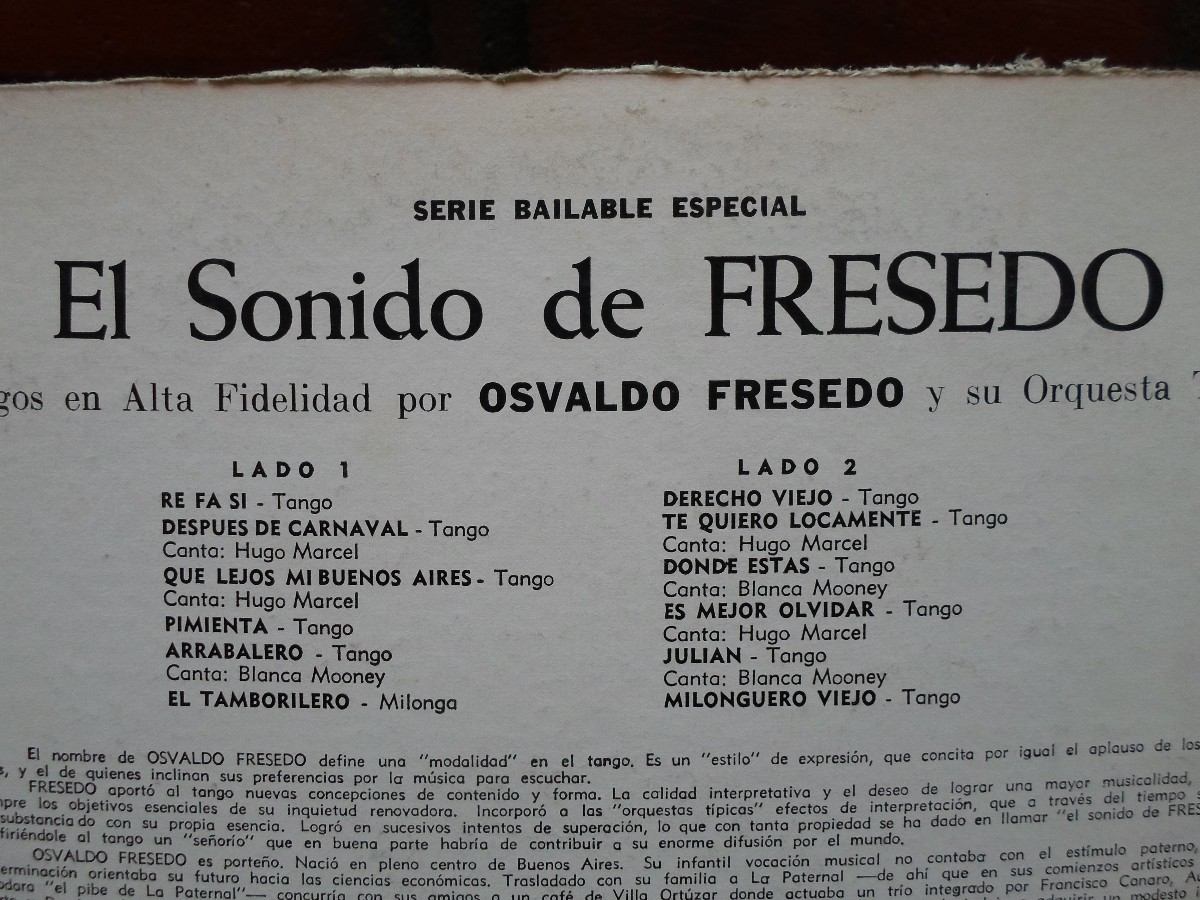 SERIE BAILABLE ESPECIAL
El Sonido de FRESEDO
gos en Alta Fidelidad por OSVALDO FRESEDO y su Orquesta
LADO 1
RE FA SI - Tango
DESPUES DE CARNAVAL - Tango
Canta: Hugo Marcel
QUE LEJOS MI BUENOS AIRES - Tango
Canta: Hugo Marcel
PIMIENTA - Tango
ARRABALERO - Tango
Canta: Blanca Mooney
EL TAMBORILERO - Milonga
LADO 2
DERECHO VIEJO - Tango
TE QUIERO LOCAMENTE - Tango
Canta: Hugo Marcel
DONDE ESTAS - Tango
Canta: Blanca Mooney
ES MEJOR OLVIDAR - Tango
Canta: Hugo Marcel
JULIAN - Tango
Canta: Blanca Mooney
MILONGUERO VIEJO - Tango
El nombre de OSVALDO FRESEDO define una "modalidad" en el tango. Es un "estilo" de expresión, que concita por igual el aplauso de los
s, y el de quienes inclinan sus preferencias por la música para escuchar.
FRESEDO aportó al tango nuevas concepciones de contenido y forma. La calidad interpretativa y el deseo de lograr una mayor musicalidad,
mpre los objetivos esenciales de su inquietud renovadora. Incorporó a las "orquestas típicas" efectos de interpretación, que a través del tiempo
substanciado con su propia esencia. Logró en sucesivos intentos de superación, lo que con tanta propiedad se ha dado en llamar "el sonido de FRES
firiéndole al tango un "señorío" que en buena parte habría de contribuir a su enorme difusión por el mundo.
OSVALDO FRESEDO es porteño. Nació en pleno centro de Buenos Aires. Su infantil vocación musical no contaba con el estímulo paterno,
erminación orientaba su futuro hacia las ciencias económicas. Trasladado con su familia a La Paternal —de ahí que en sus comienzos artísticos
odara "el pibe de La Paternal"— concurría con sus amigos a un café de Villa Ortúzar donde actuaba un trío integrado por Francisco Canaro,